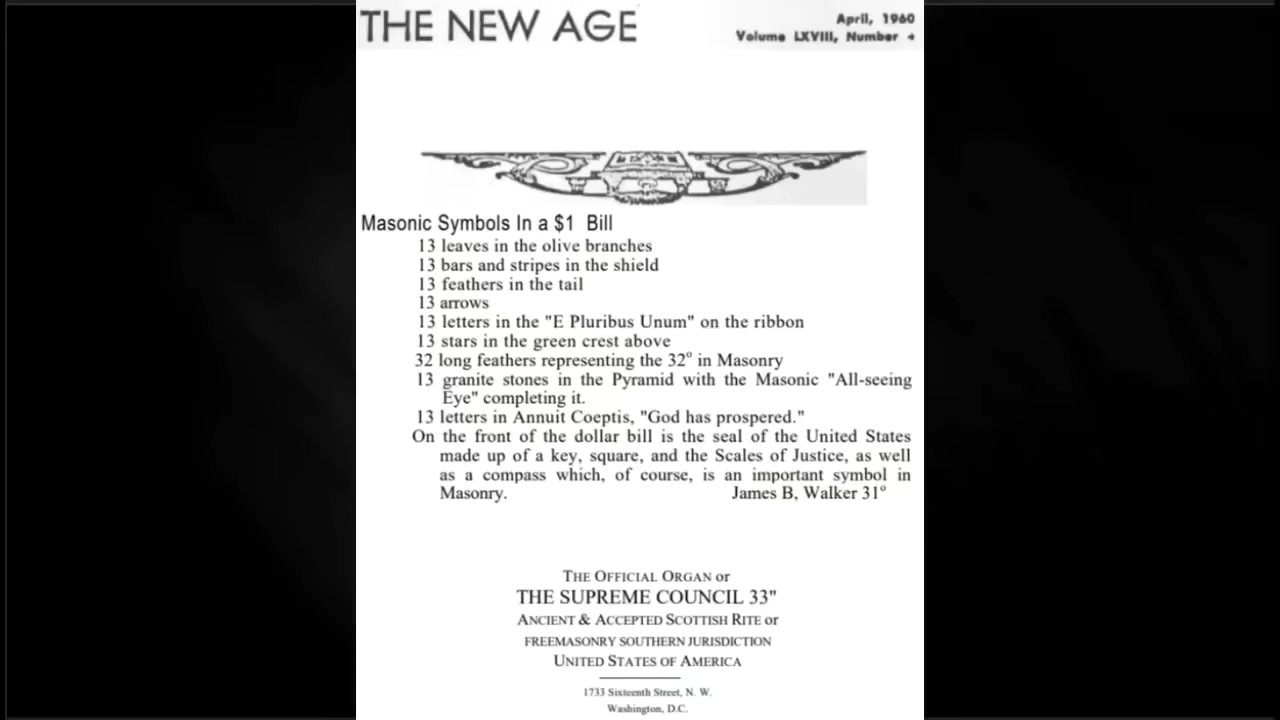 THE NEW AGE
April, 1960
Volume LXVIII, Number 4
Masonic Symbols In a $1 Bill
13 leaves in the olive branches
13 bars and stripes in the shield
13 feathers in the tail
13 arrows
13 letters in the "E Pluribus Unum" on the ribbon
13 stars in the green crest above
32 long feathers representing the 32° in Masonry
13 granite stones in the Pyramid with the Masonic "All-seeing
Eye" completing it.
13 letters in Annuit Coeptis, "God has prospered."
On the front of the dollar bill is the seal of the United States
made up of a key, square, and the Scales of Justice, as well
as a compass which, of course, is an important symbol in
Masonry. James B, Walker 31°
THE OFFICIAL ORGAN or
THE SUPREME COUNCIL 33"
ANCIENT & ACCEPTED SCOTTISH RITE or
FREEMASONRY SOUTHERN JURISDICTION
UNITED STATES OF AMERICA
1733 Sixteenth Street, N. W.
Washington, D.C.